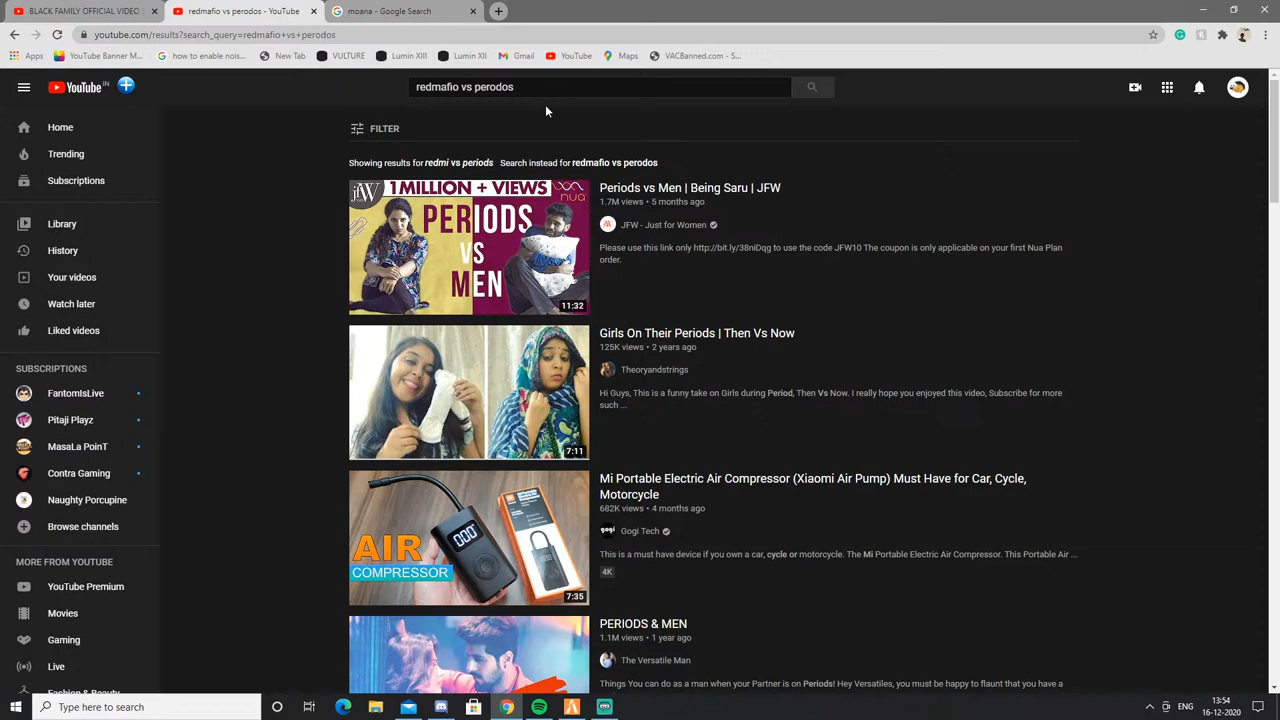 BLACK FAMILY OFFICIAL VIDEO
redmafio vs perodos - YouTube
moana - Google Search
youtube.com/results?search_query=redmafio+vs+perodos
Apps
YouTube Banner M...
how to enable nois...
New Tab
VULTURE
Lumin XII
Lumin XII
Gmail
YouTube
Maps
VACBanned.com - S...
YouTube IN
redmafio vs perodos
Home
Trending
Subscriptions
Library
History
Your videos
Watch later
Liked videos
SUBSCRIPTIONS
FantomIsLive
Pitaji Playz
MasaLa PoinT
Contra Gaming
Naughty Porcupine
Browse channels
MORE FROM YOUTUBE
YouTube Premium
Movies
Gaming
Live
Fashion & Beauty
FILTER
Showing results for redmi vs periods Search instead for redmafio vs perodos
jfW
1 MILLION + VIEWS
nua
PERIODS
VS
MEN
11:32
Periods vs Men | Being Saru | JFW
1.7M views • 5 months ago
JFW - Just for Women
Please use this link only http://bit.ly/38niDqg to use the code JFW10 The coupon is only applicable on your first Nua Plan
order.
7:11
Girls On Their Periods | Then Vs Now
125K views • 2 years ago
Theoryandstrings
Hi Guys, This is a funny take on Girls during Period, Then Vs Now. I really hope you enjoyed this video, Subscribe for more
such ...
AIR
COMPRESSOR
7:35
Mi Portable Electric Air Compressor (Xiaomi Air Pump) Must Have for Car, Cycle,
Motorcycle
682K views • 4 months ago
Gogi Tech
This is a must have device if you own a car, cycle or motorcycle. The Mi Portable Electric Air Compressor. This Portable Air ...
4K
PERIODS & MEN
1.1M views • 1 year ago
The Versatile Man
Things You can do as a man when your Partner is on Periods! Hey Versatiles, you must be happy to flaunt that you have a
Type here to search
ENG
13:54
16-12-2020